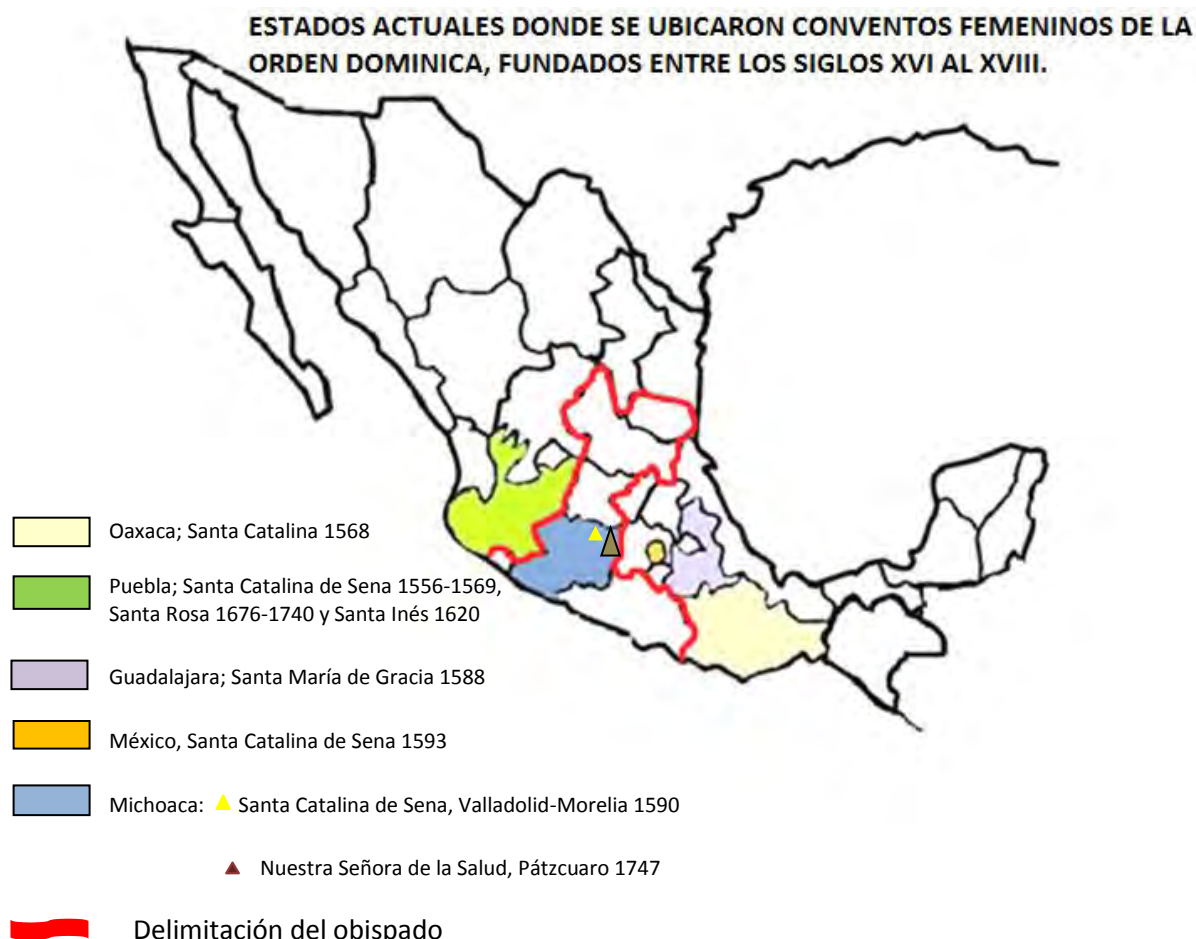 ESTADOS ACTUALES DONDE SE UBICARON CONVENTOS FEMENINOS DE LA
ORDEN DOMINICA, FUNDADOS ENTRE LOS SIGLOS XVI AL XVIII.
Oaxaca; Santa Catalina 1568
Puebla; Santa Catalina de Sena 1556-1569,
Santa Rosa 1676-1740 y Santa Inés 1620
Guadalajara; Santa María de Gracia 1588
México, Santa Catalina de Sena 1593
Michoaca: Santa Catalina de Sena, Valladolid-Morelia 1590
Nuestra Señora de la Salud, Pátzcuaro 1747
Delimitación del obispado